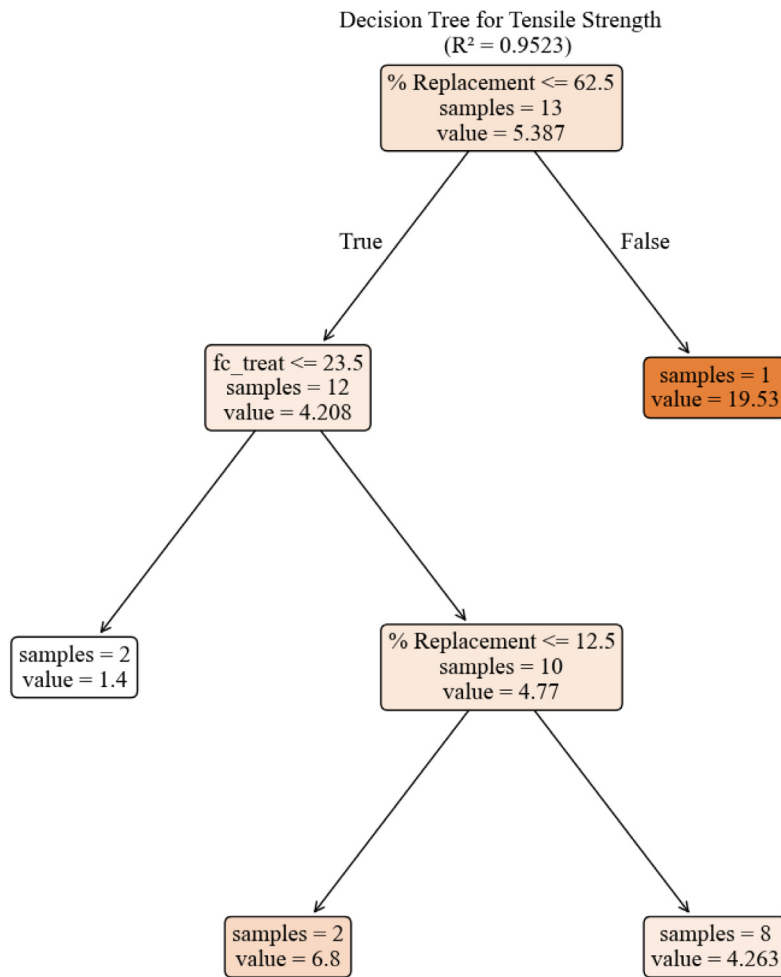 Decision Tree for Tensile Strength
(R² = 0.9523)
% Replacement <= 62.5
samples = 13
value = 5.387
True
False
fc_treat <= 23.5
samples = 12
value = 4.208
samples = 1
value = 19.53
samples = 2
value = 1.4
% Replacement <= 12.5
samples = 10
value = 4.77
samples = 2
value = 6.8
samples = 8
value = 4.263